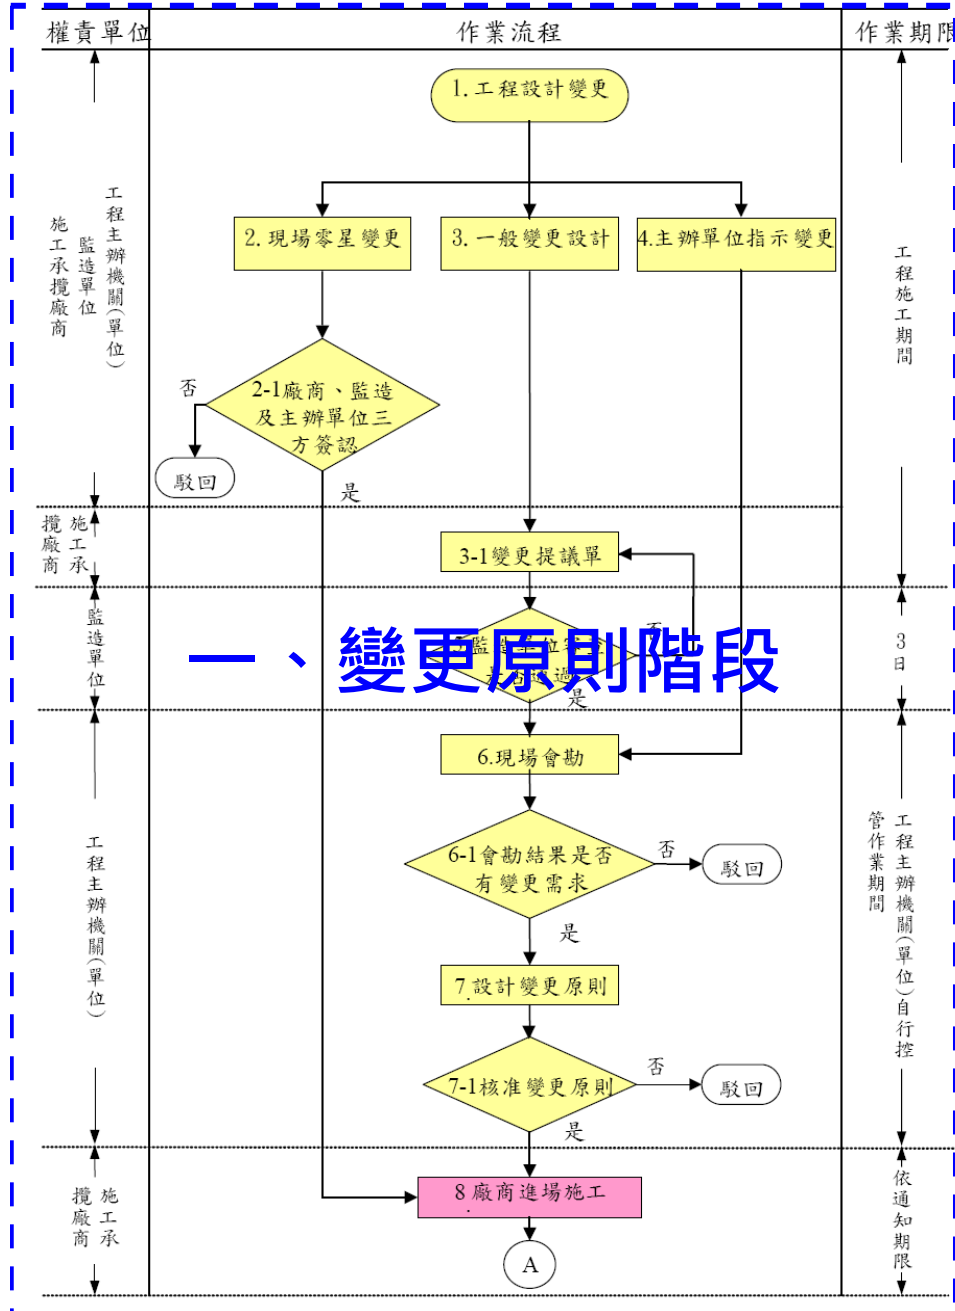 權責單位
作業流程
作業期限
1.工程設計變更
2.現場零星變更
3.一般變更設計
4.主辦單位指示變更
工程主辦機關(單位)
監造單位
施工承攬廠商
工程施工期間
2-1廠商、監造
及主辦單位三
方簽認
否
駁回
是
施工承
攬廠商
3-1變更提議單
監造單位
3日
否
一、變更原則階段
是
6.現場會勘
工程主辦機關(單位)
工程主辦機關(單位)自行控
管作業期間
6-1會勘結果是否
有變更需求
否
駁回
是
7.設計變更原則
7-1核准變更原則
否
駁回
是
施工承
攬廠商
8.廠商進場施工
依通知期限
A